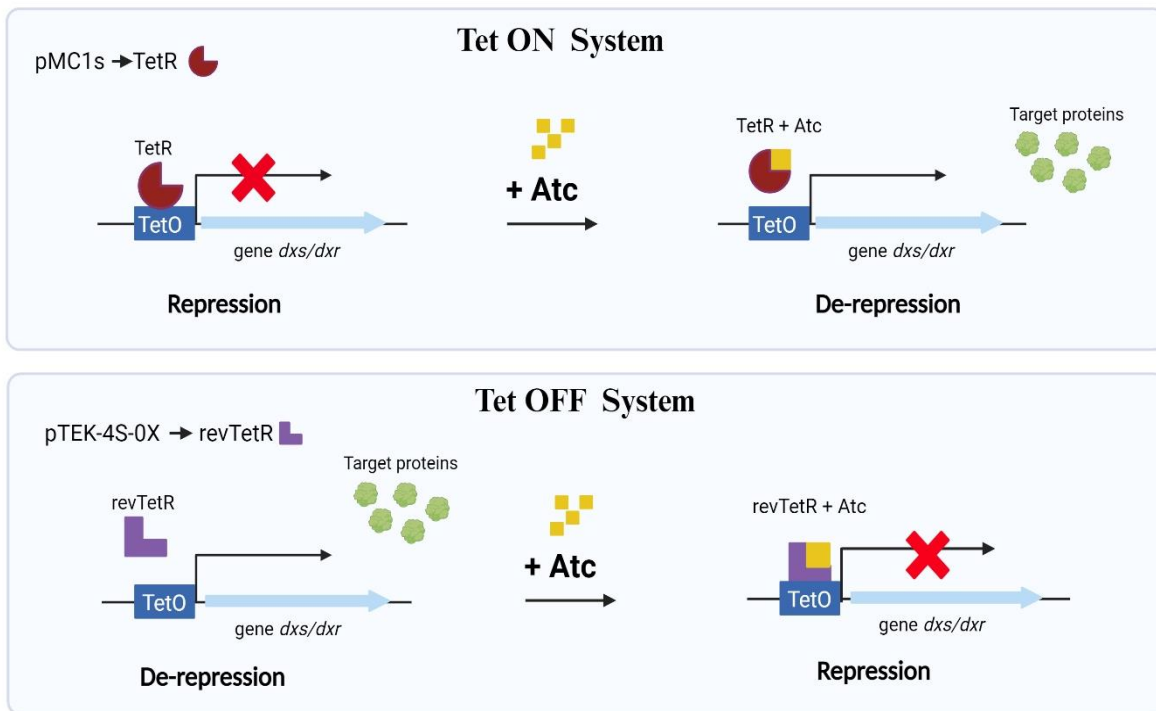 Tet ON System
pMC1s → TetR
TetR
TetO
gene dxs/dxr
Repression
+ Atc
TetR + Atc
Target proteins
TetO
gene dxs/dxr
De-repression
Tet OFF System
pTEK-4S-0X → revTetR
revTetR
Target proteins
TetO
gene dxs/dxr
De-repression
+ Atc
revTetR + Atc
TetO
gene dxs/dxr
Repression